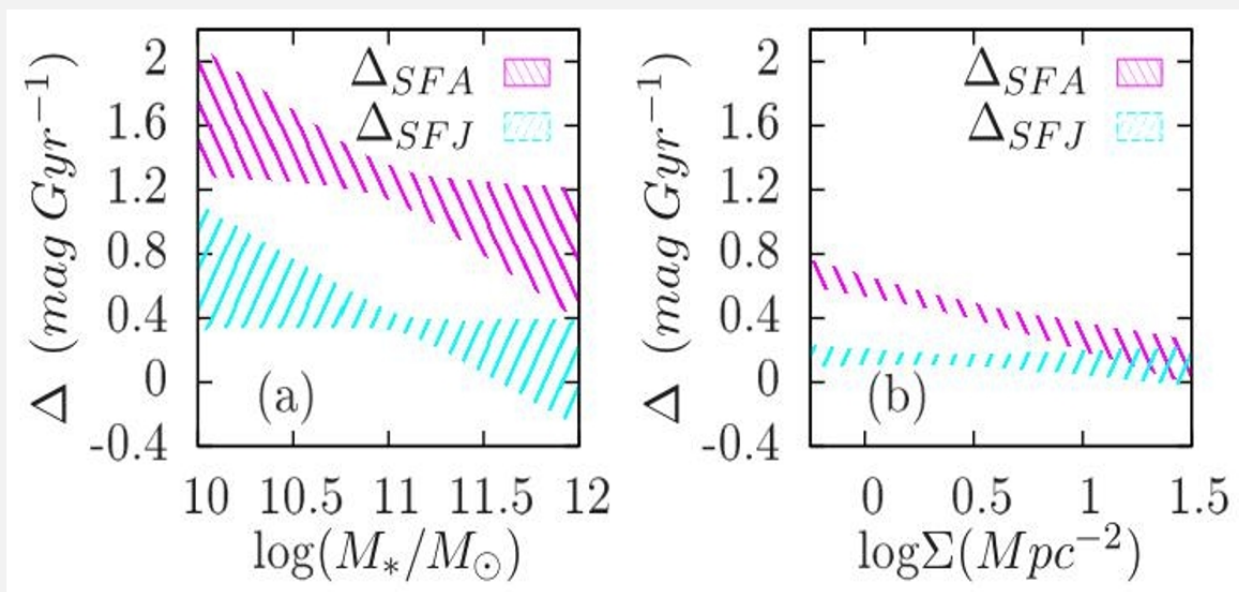 Δ (mag Gyr⁻¹)
2
1.6
1.2
0.8
0.4
0
-0.4
Δ_SFA
Δ_SFJ
(a)
10 10.5 11 11.5 12
log(M_*/M_⊙)
Δ (mag Gyr⁻¹)
2
1.6
1.2
0.8
0.4
0
-0.4
Δ_SFA
Δ_SFJ
(b)
0 0.5 1 1.5
logΣ(Mpc⁻²)